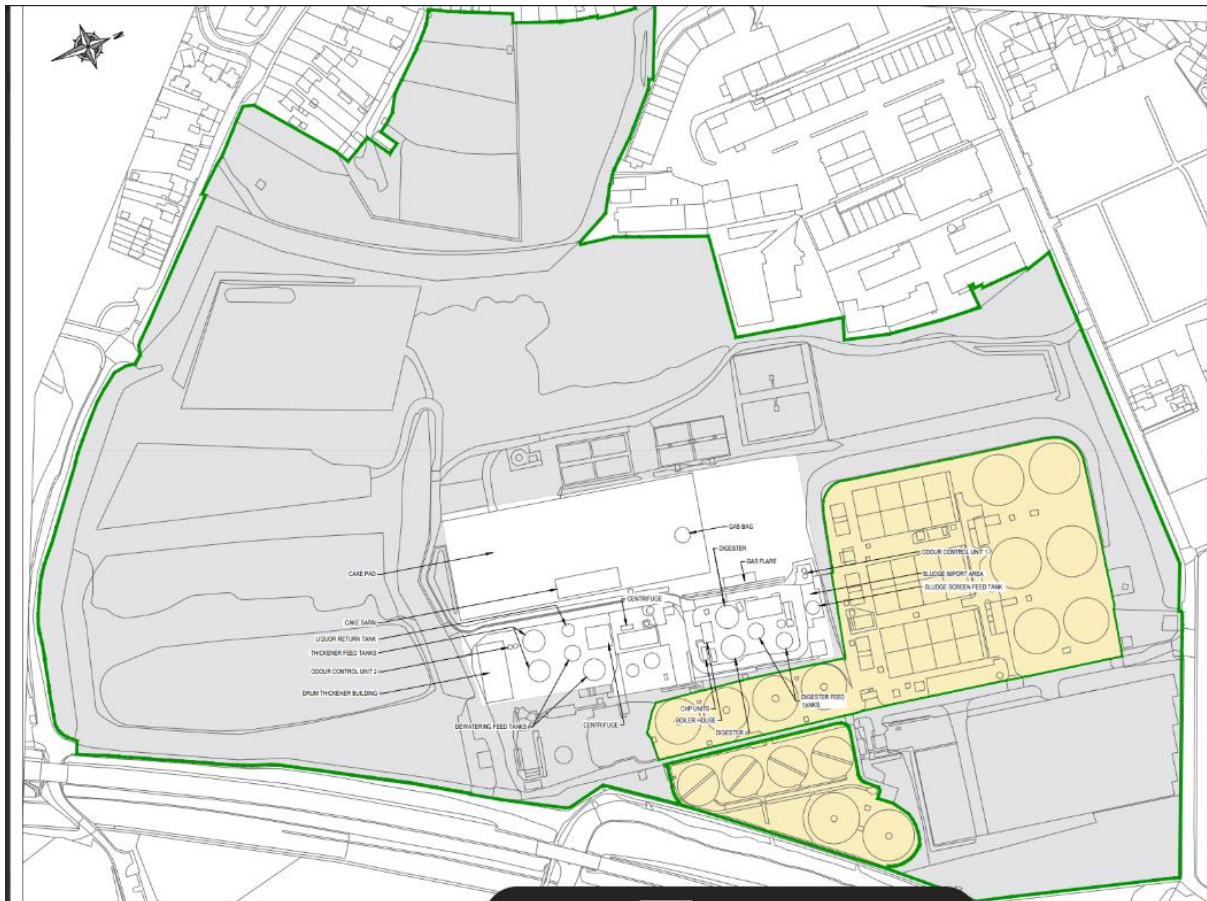 N
GAS BAG
DIGESTER
GAS FLARE
ODOUR CONTROL UNIT 1
SLUDGE IMPORT AREA
SLUDGE SCREEN FEED TANK
CAKE PAD
CENTRIFUGE
CAKE BARN
LIQUOR RETURN TANK
THICKENER FEED TANKS
ODOUR CONTROL UNIT 2
DRUM THICKENER BUILDING
DEWATERING FEED TANKS
CENTRIFUGE
CHP UNITS
BOILER HOUSE
DIGESTER
DIGESTER FEED
TANKS